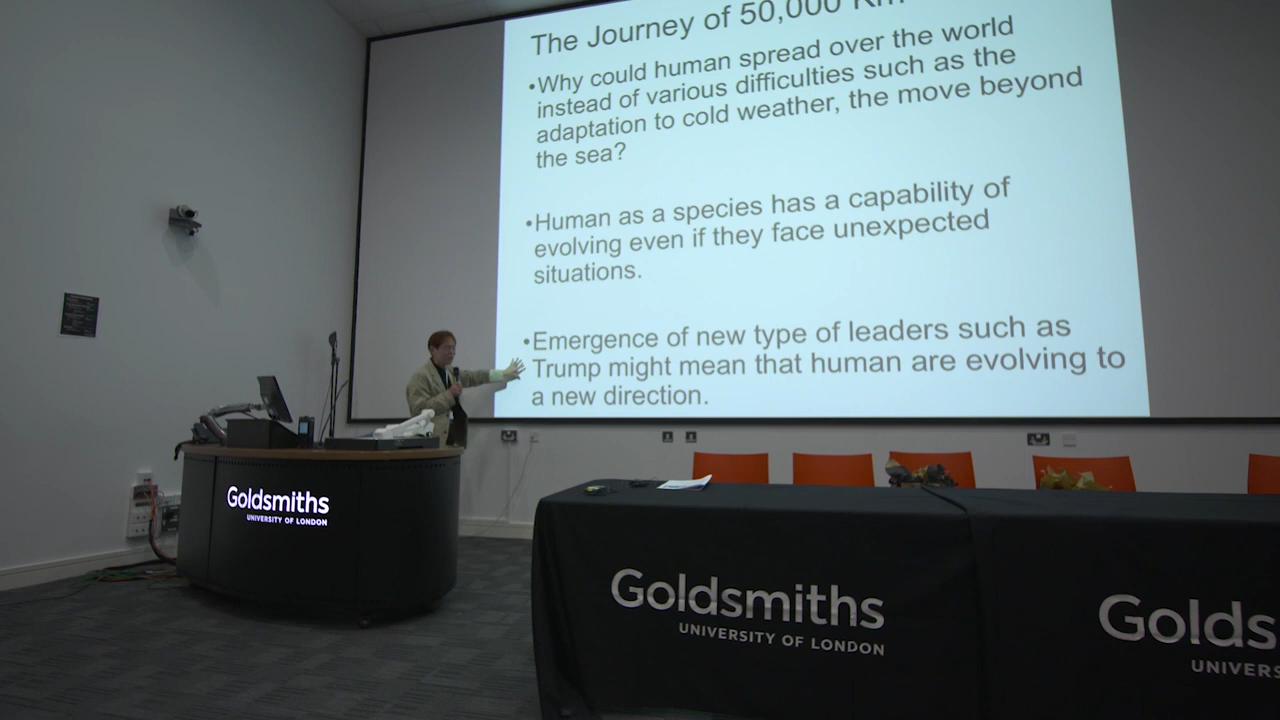 The Journey of 50,000 Km
•Why could human spread over the world
instead of various difficulties such as the
adaptation to cold weather, the move beyond
the sea?
•Human as a species has a capability of
evolving even if they face unexpected
situations.
•Emergence of new type of leaders such as
Trump might mean that human are evolving to
a new direction.
Goldsmiths
UNIVERSITY OF LONDON
Goldsmiths
UNIVERSITY OF LONDON
Golds
UNIVERS